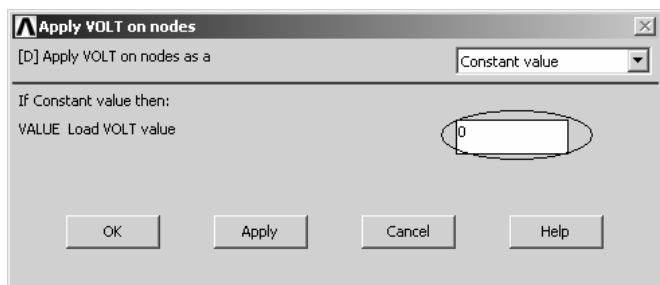 Apply VOLT on nodes
[D] Apply VOLT on nodes as a Constant value
If Constant value then:
VALUE Load VOLT value 0
OK Apply Cancel Help